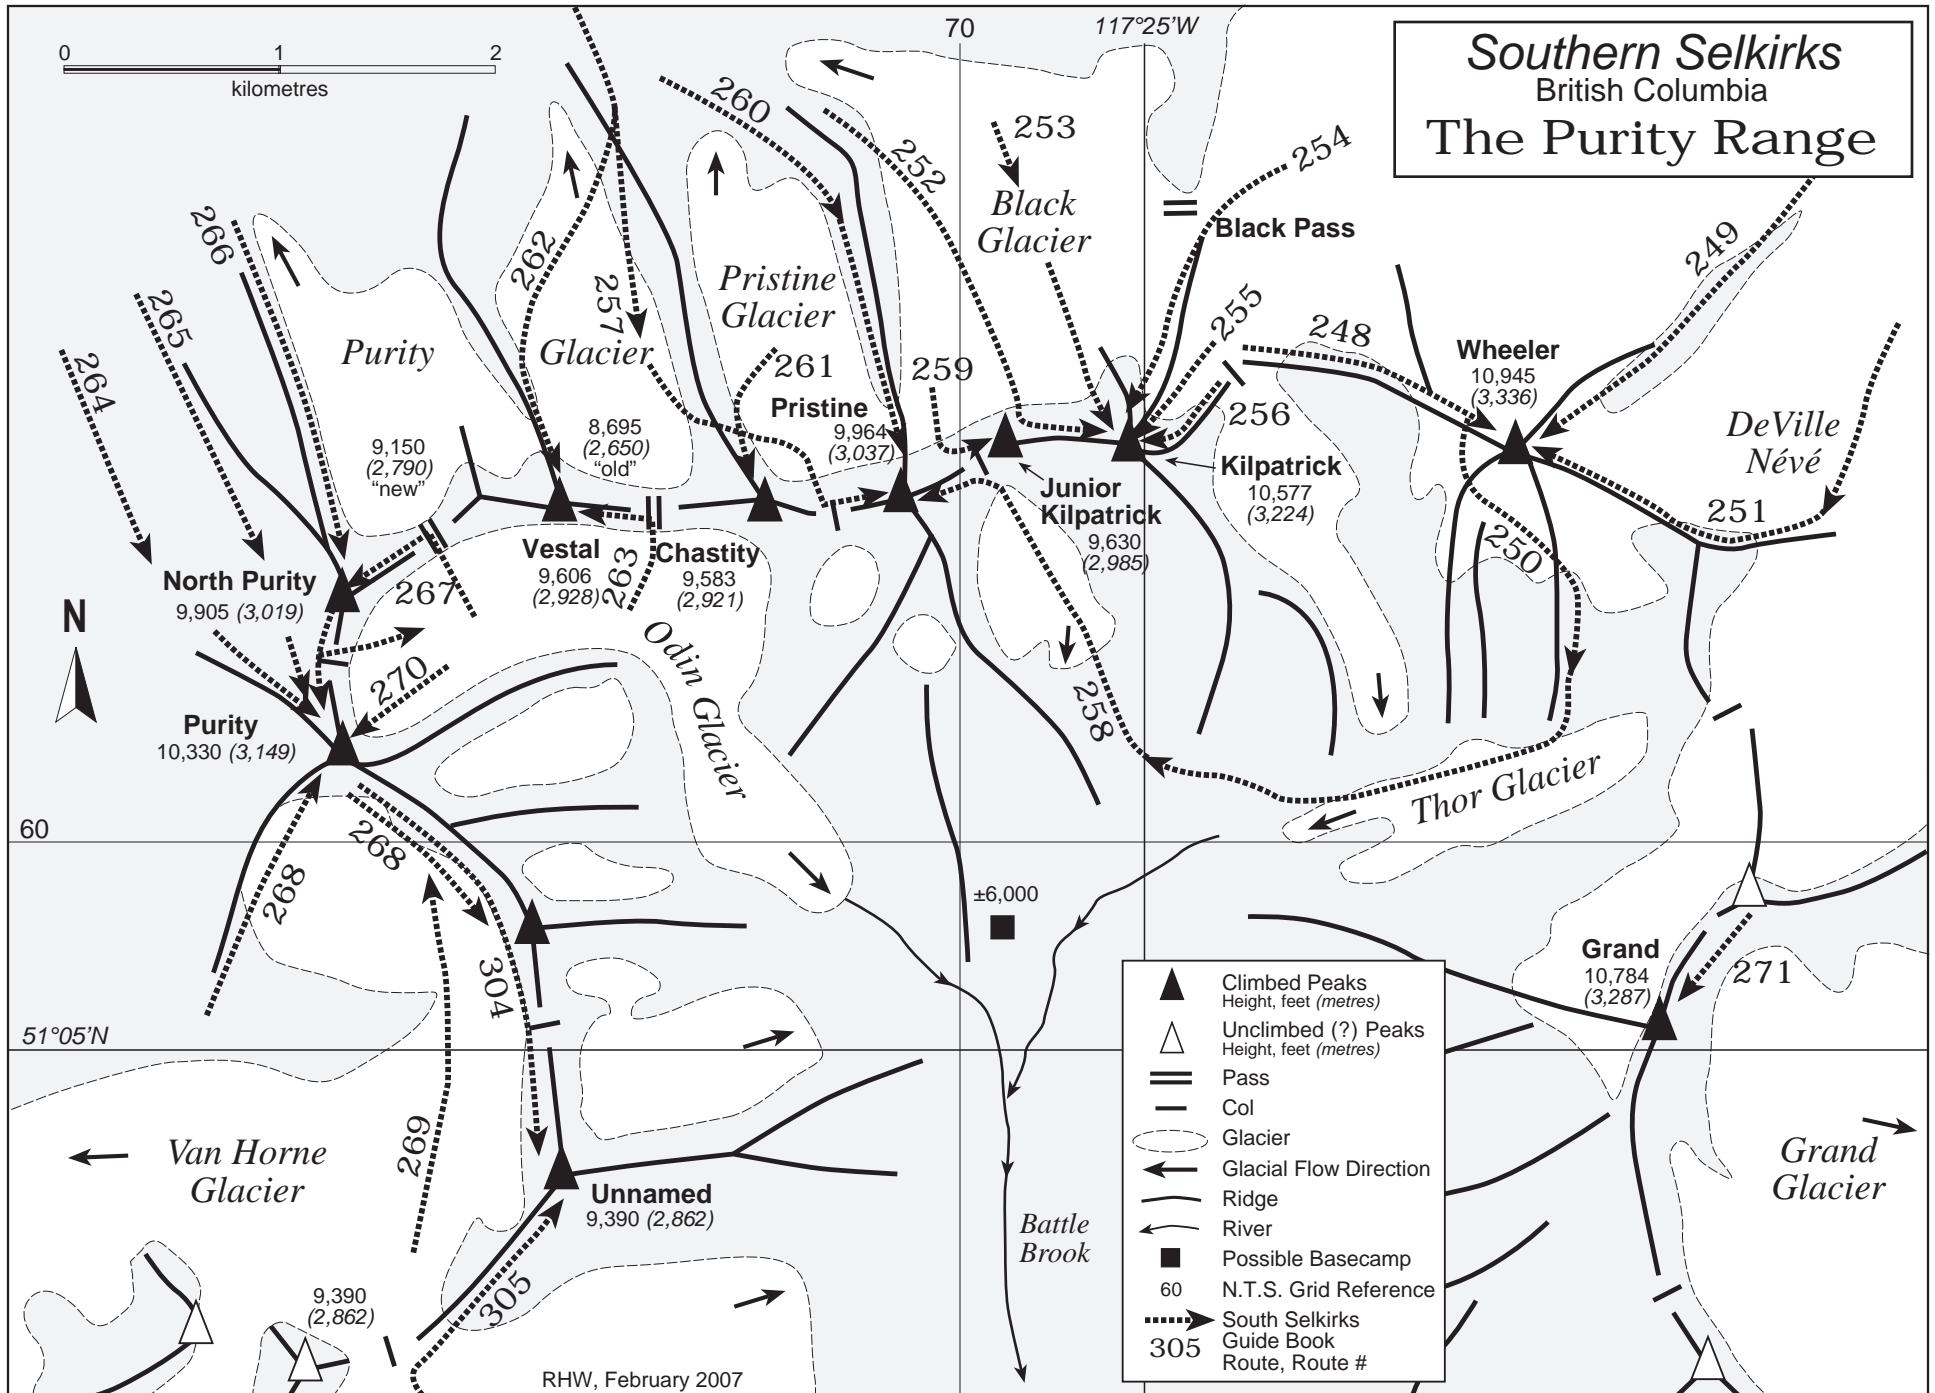 0
1
2
kilometres
70
117°25'W
Southern Selkirks
British Columbia
The Purity Range
260
253
254
252
Black
Glacier
Black Pass
266
262
249
257
Pristine
Glacier
255
265
248
Purity
Glacier
261
259
Wheeler
10,945
(3,336)
264
Pristine
9,964
(3,037)
256
9,150
(2,790)
"new"
8,695
(2,650)
"old"
DeVille
Névé
Kilpatrick
10,577
(3,224)
Junior
Kilpatrick
9,630
(2,985)
251
250
Vestal
9,606
(2,928)
263
Chastity
9,583
(2,921)
North Purity
9,905 (3,019)
267
N
Odin Glacier
270
258
Purity
10,330 (3,149)
Thor Glacier
60
268
268
±6,000
Grand
10,784
(3,287)
271
304
51°05'N
269
Van Horne
Glacier
Unnamed
9,390 (2,862)
Battle
Brook
Grand
Glacier
9,390
(2,862)
305
RHW, February 2007
Climbed Peaks
Height, feet (metres)
Unclimbed (?) Peaks
Height, feet (metres)
Pass
Col
Glacier
Glacial Flow Direction
Ridge
River
Possible Basecamp
60 N.T.S. Grid Reference
South Selkirks
305 Guide Book
Route, Route #